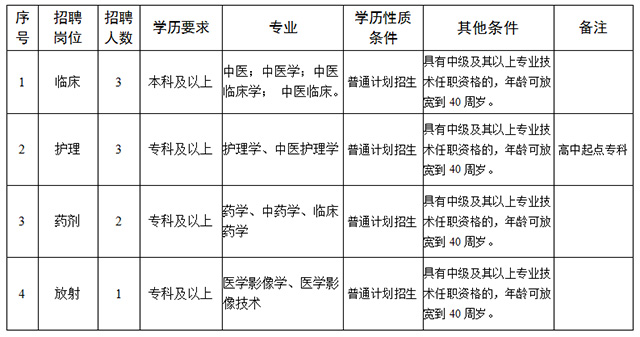 序号 招聘岗位 招聘人数 学历要求 专业 学历性质条件 其他条件 备注
1 临床 3 本科及以上 中医；中医学；中医临床学； 中医临床。 普通计划招生 具有中级及其以上专业技术任职资格的，年龄可放宽到 40 周岁。
2 护理 3 专科及以上 护理学、中医护理学 普通计划招生 具有中级及其以上专业技术任职资格的，年龄可放宽到 40 周岁。 高中起点专科
3 药剂 2 专科及以上 药学、中药学、临床药学 普通计划招生 具有中级及其以上专业技术任职资格的，年龄可放宽到 40 周岁。
4 放射 1 专科及以上 医学影像学、医学影像技术 普通计划招生 具有中级及其以上专业技术任职资格的，年龄可放宽到 40 周岁。